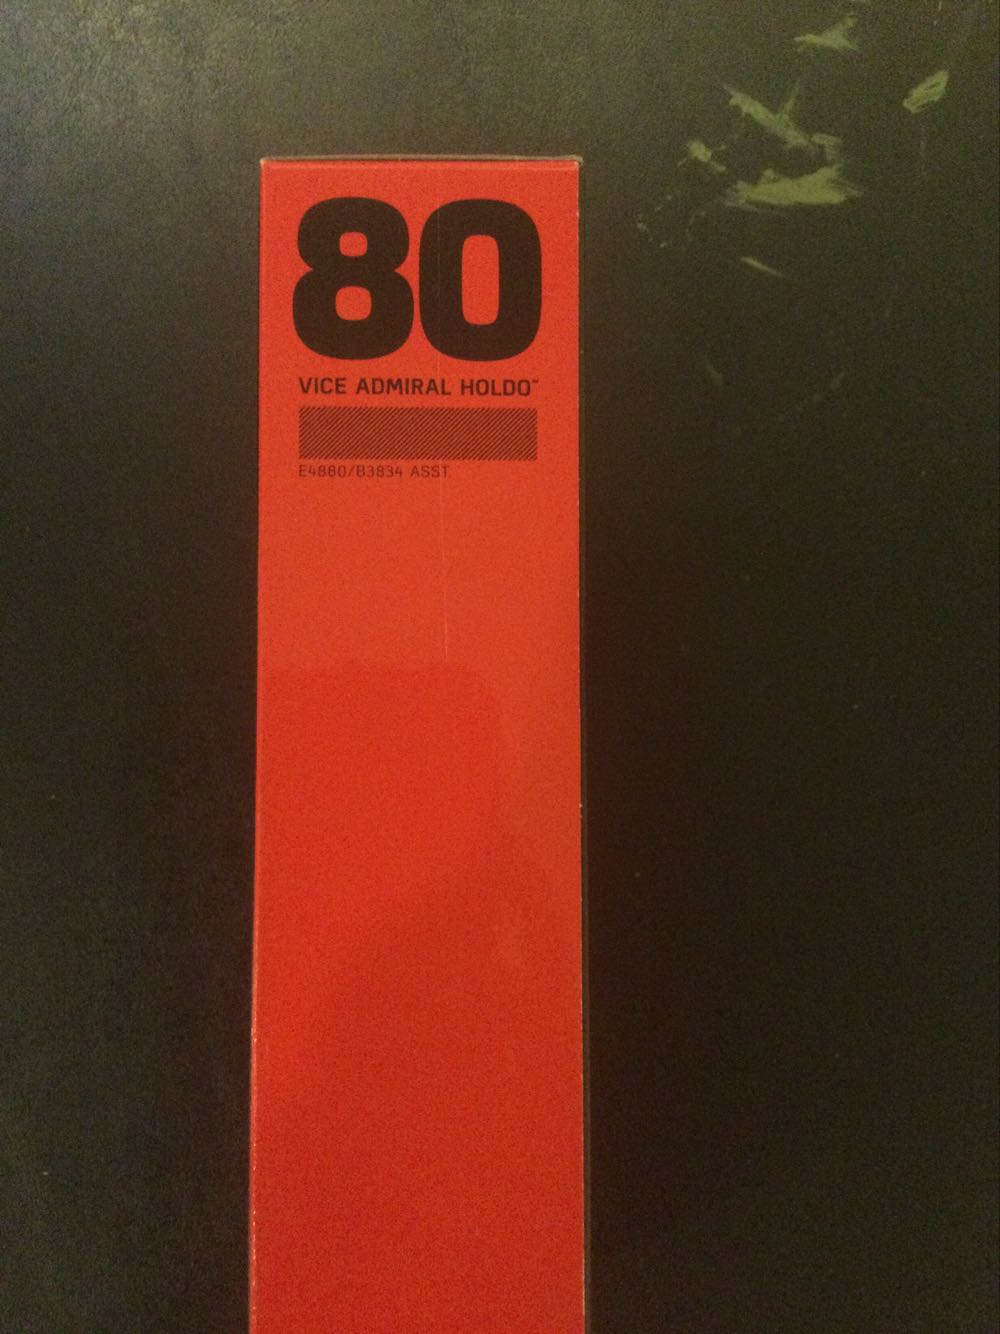 80
VICE ADMIRAL HOLDO™
E4880/B3834 ASST.